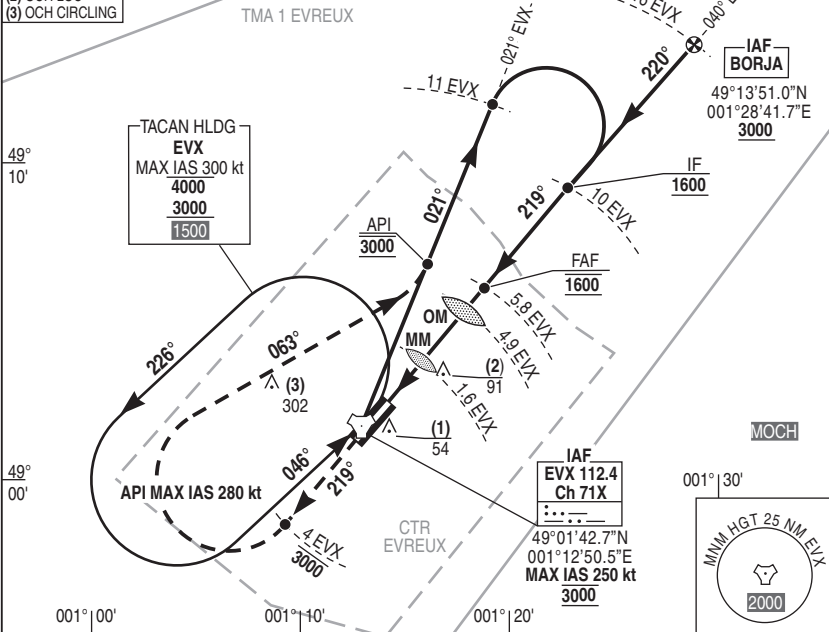 (3) OCH CIRCLING
TMA 1 EVREUX
021° EVX
040°
220°
IAF
BORJA
49°13'51.0"N
001°28'41.7"E
3000
11 EVX
TACAN HLDG
EVX
MAX IAS 300 kt
4000
3000
1500
49°
10'
021°
219°
IF
1600
10 EVX
API
3000
FAF
1600
OM
5.8 EVX
4.9 EVX
MM
(2)
91
1.6 EVX
226°
063°
(3)
302
(1)
54
MOCH
49°
00'
046°
219°
API MAX IAS 280 kt
4 EVX
3000
CTR
EVREUX
IAF
EVX 112.4
Ch 71X
49°01'42.7"N
001°12'50.5"E
MAX IAS 250 kt
3000
001° 30'
MNM HGT 25 NM EVX
2000
001° 00'
001° 10'
001° 20'